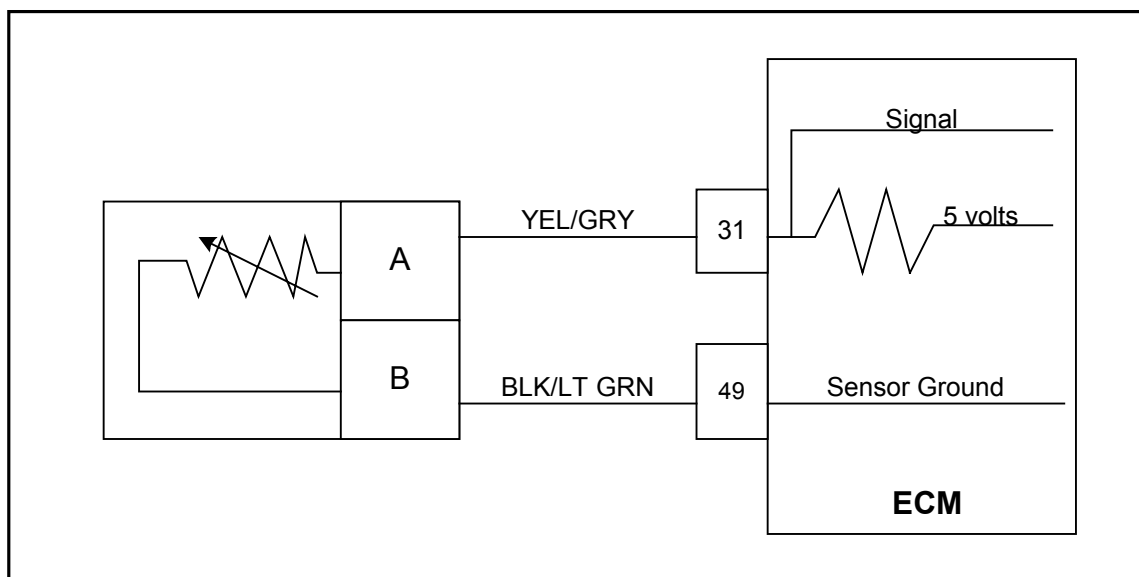 Signal
YEL/GRY
31
5 volts
A
B
BLK/LT GRN
49
Sensor Ground
ECM